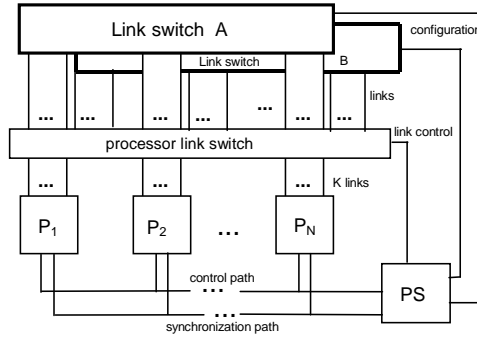 Link switch A
configuration
Link switch B
... ... ... ... ... ...
...
links
processor link switch
link control
... ... ...
K links
P1 P2 ... PN
control path ...
PS
...
synchronization path